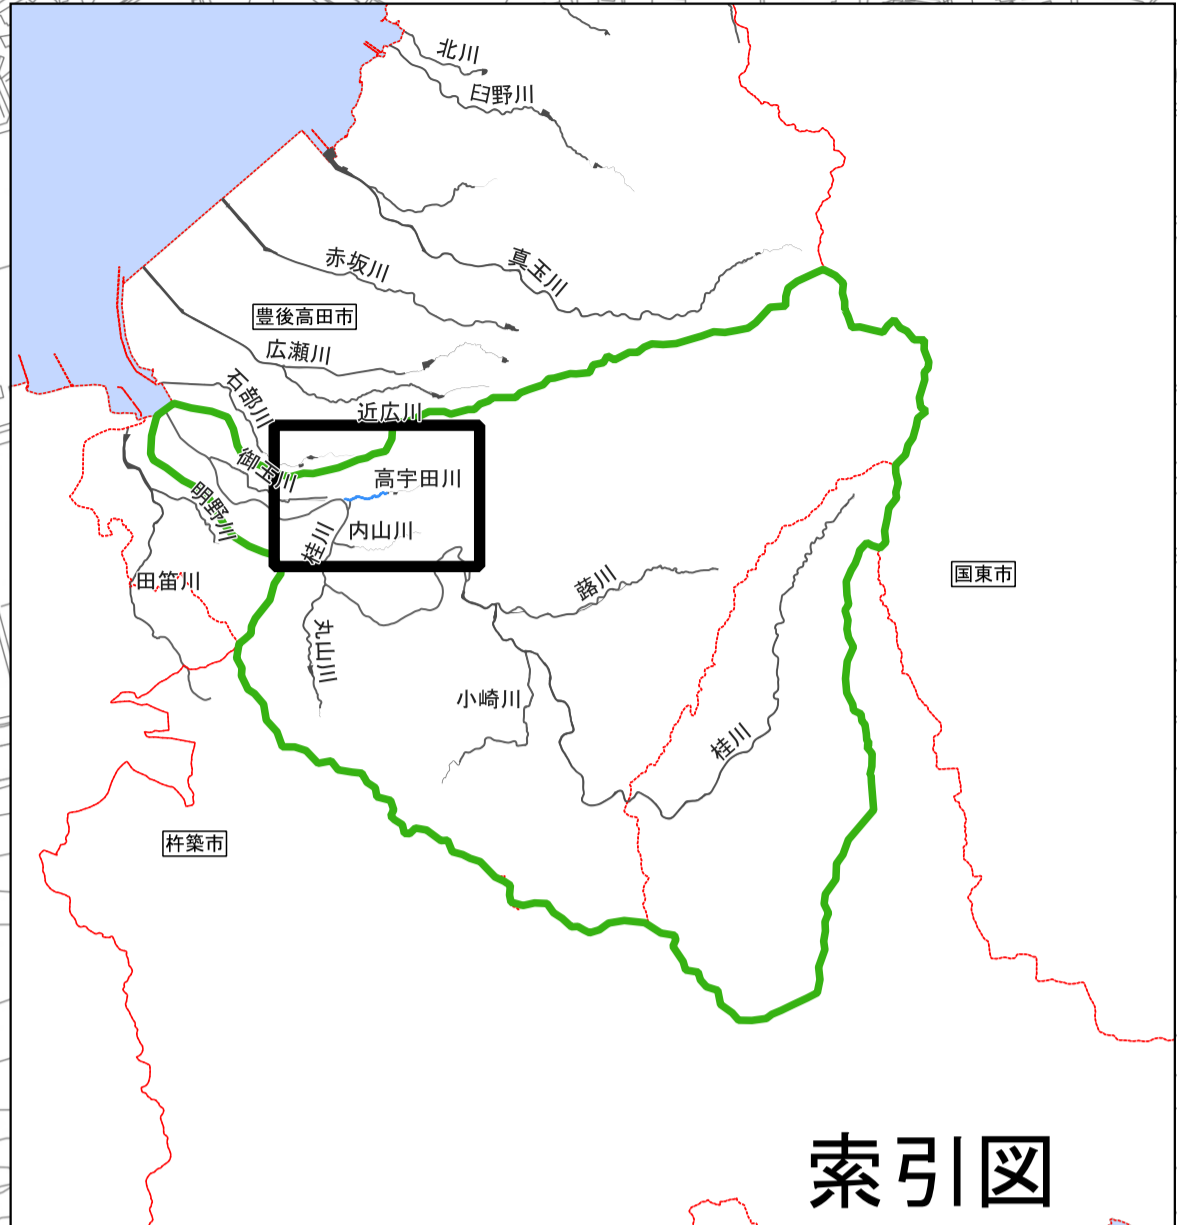 北川
臼野川
真玉川
赤坂川
豊後高田市
広瀬川
石部川
近広川
御玉川
高宇田川
明野川
桂川
内山川
田笛川
国東市
蕗川
丸山川
小崎川
桂川
杵築市
索引図